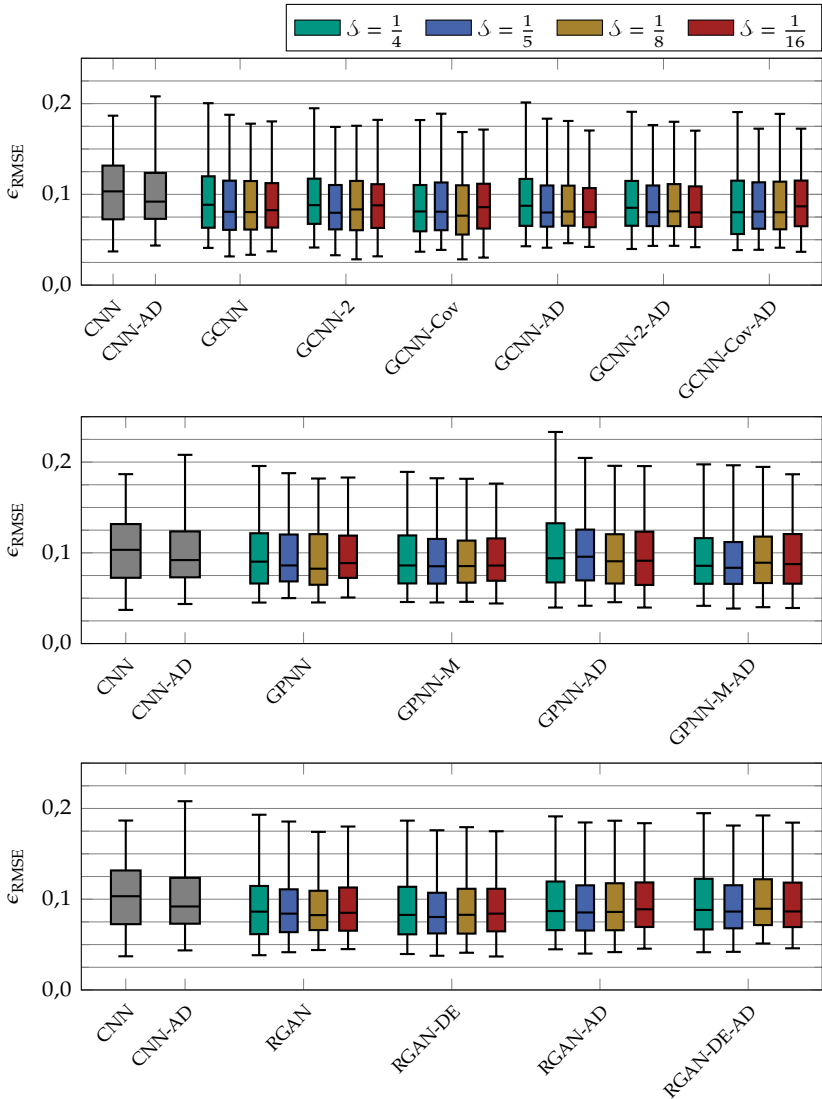 𝓈 = 1/4 𝓈 = 1/5 𝓈 = 1/8 𝓈 = 1/16
0,2
0,1
0,0
ϵRMSE
CNN
CNN-AD
GCNN
GCNN-2
GCNN-Cov
GCNN-AD
GCNN-2-AD
GCNN-Cov-AD
0,2
0,1
0,0
ϵRMSE
CNN
CNN-AD
GPNN
GPNN-M
GPNN-AD
GPNN-M-AD
0,2
0,1
0,0
ϵRMSE
CNN
CNN-AD
RGAN
RGAN-DE
RGAN-AD
RGAN-DE-AD